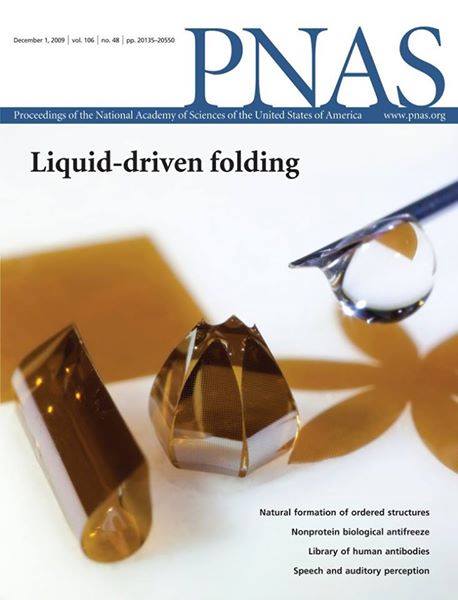 December 1, 2009 | vol. 106 | no. 48 | pp. 20135–20550
PNAS
Proceedings of the National Academy of Sciences of the United States of America www.pnas.org
Liquid-driven folding
Natural formation of ordered structures
Nonprotein biological antifreeze
Library of human antibodies
Speech and auditory perception